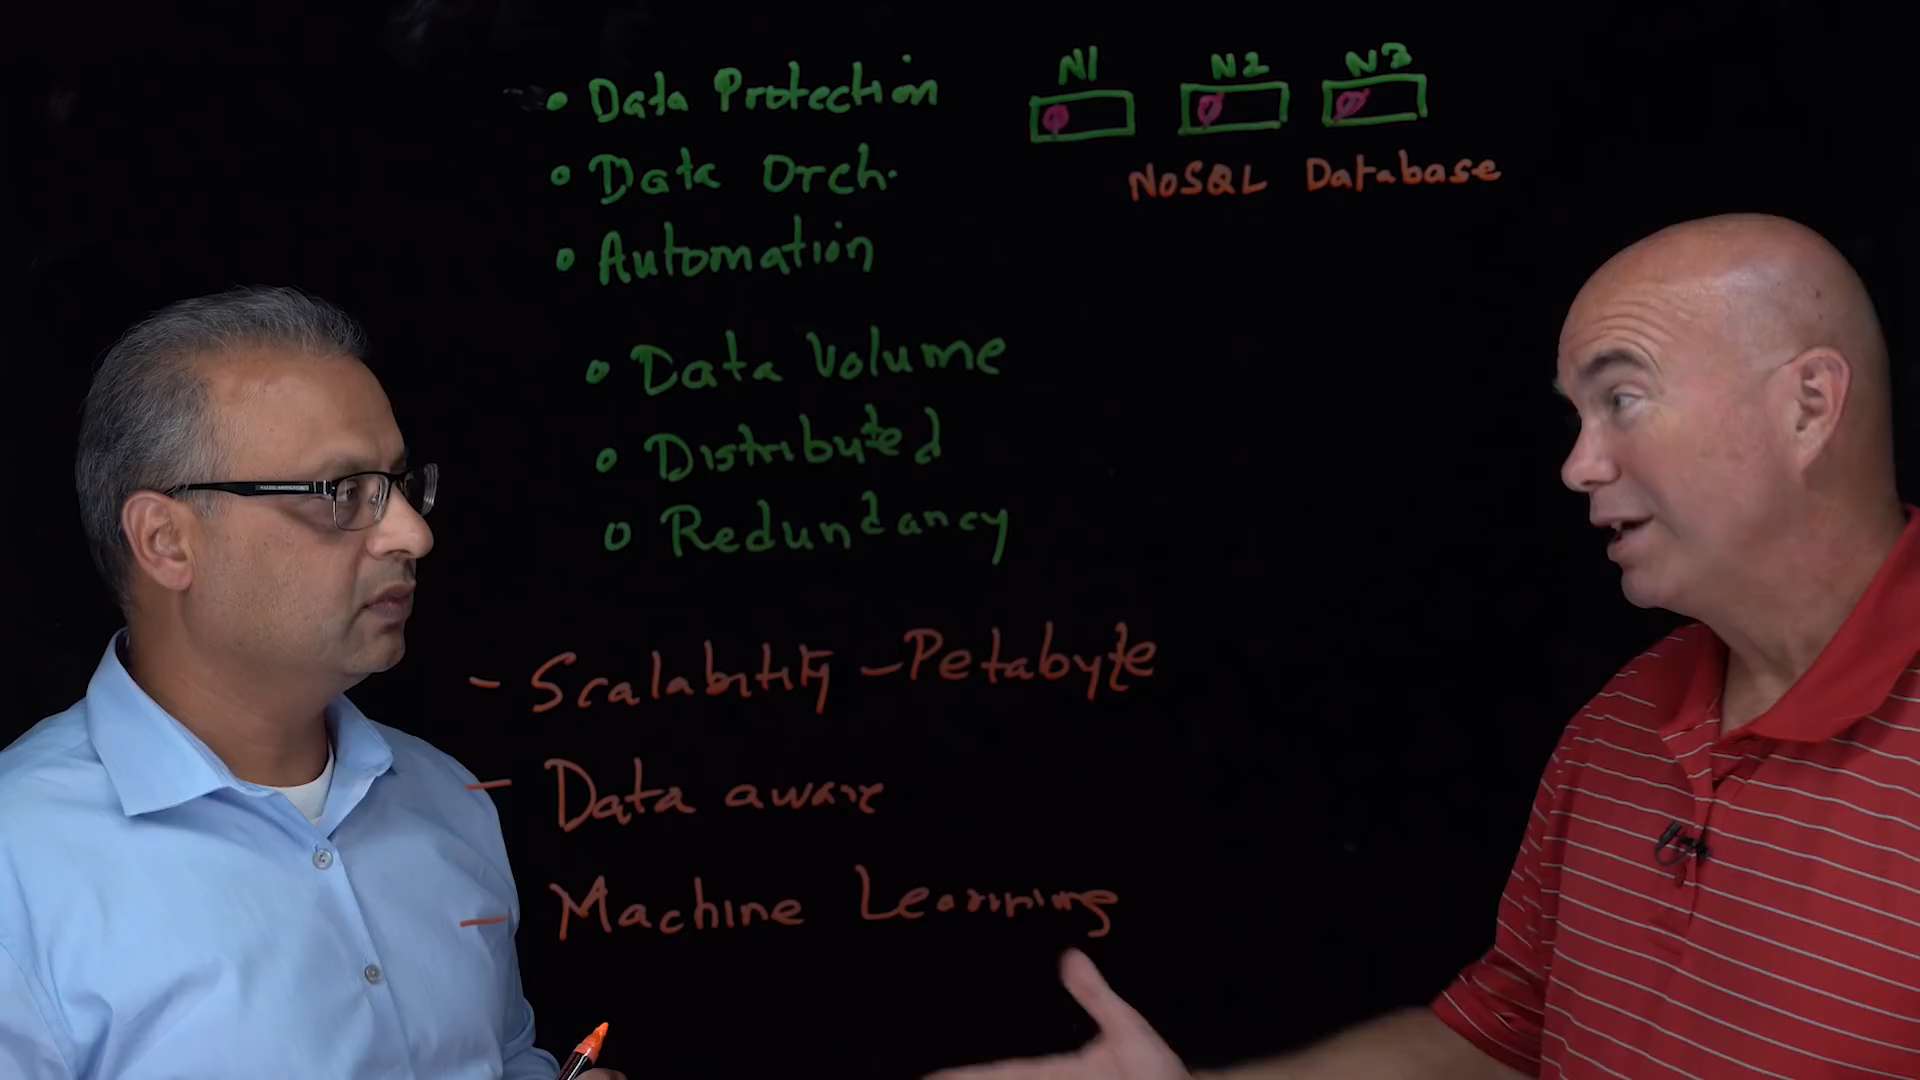 • Data Protection
• Data Orch.
• Automation
• Data Volume
• Distributed
• Redundancy
- Scalability - Petabyte
- Data aware
- Machine Learning
N1 N2 N3
NoSQL Database